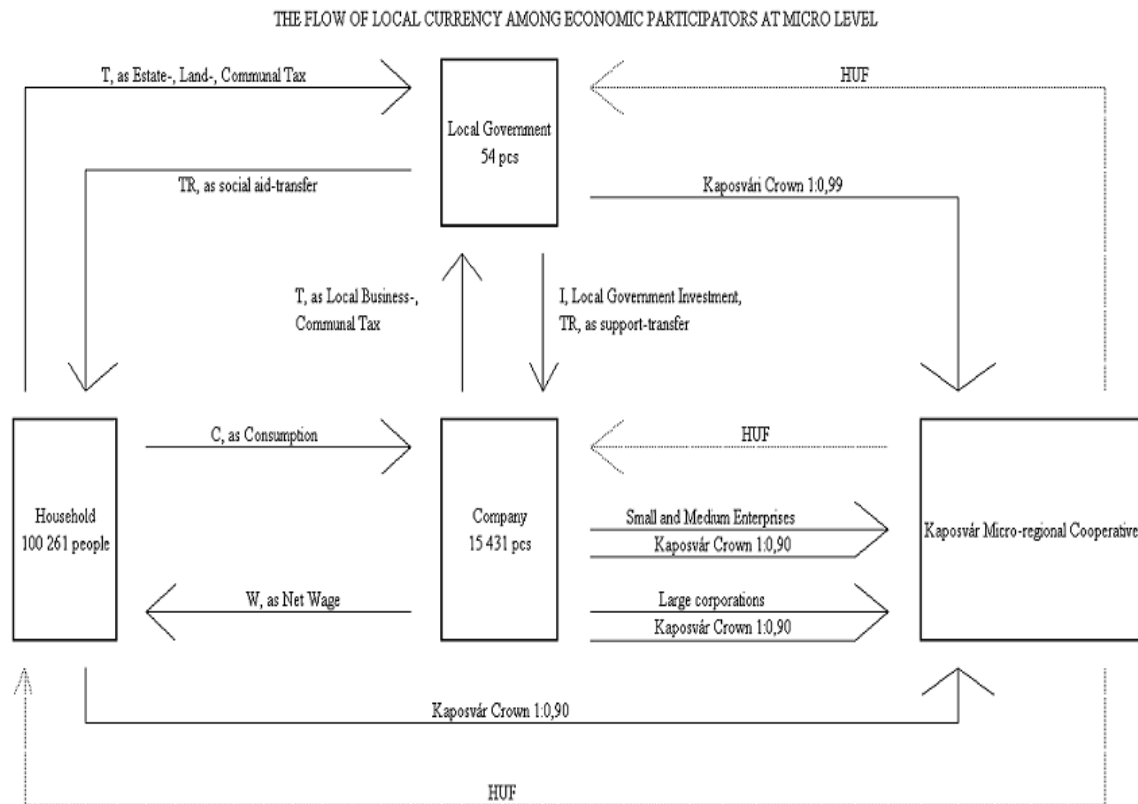 THE FLOW OF LOCAL CURRENCY AMONG ECONOMIC PARTICIPATORS AT MICRO LEVEL
T, as Estate-, Land-, Communal Tax
HUF
Local Government
54 pcs
TR, as social aid-transfer
Kaposvári Crown 1:0,99
T, as Local Business-,
Communal Tax
I, Local Government Investment,
TR, as support-transfer
C, as Consumption
HUF
Household
100 261 people
Company
15 431 pcs
Small and Medium Enterprises
Kaposvár Crown 1:0,90
Kaposvár Micro-regional Cooperative
W, as Net Wage
Large corporations
Kaposvár Crown 1:0,90
Kaposvár Crown 1:0,90
HUF